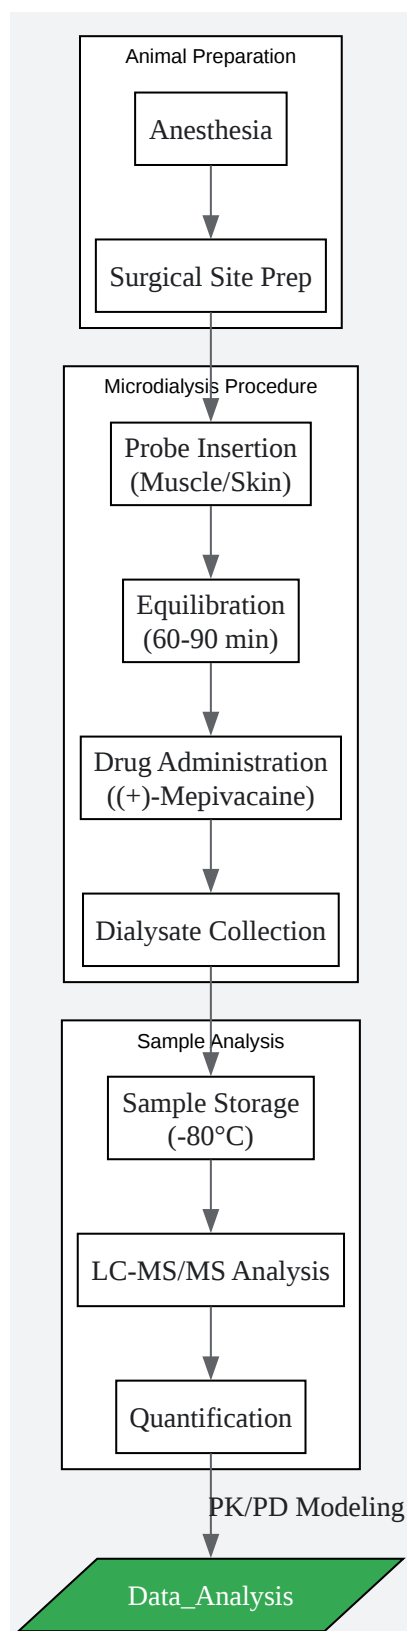 Animal Preparation
Anesthesia
Surgical Site Prep
Microdialysis Procedure
Probe Insertion
(Muscle/Skin)
Equilibration
(60-90 min)
Drug Administration
((+)-Mepivacaine)
Dialysate Collection
Sample Analysis
Sample Storage
(-80°C)
LC-MS/MS Analysis
Quantification
PK/PD Modeling
Data_Analysis